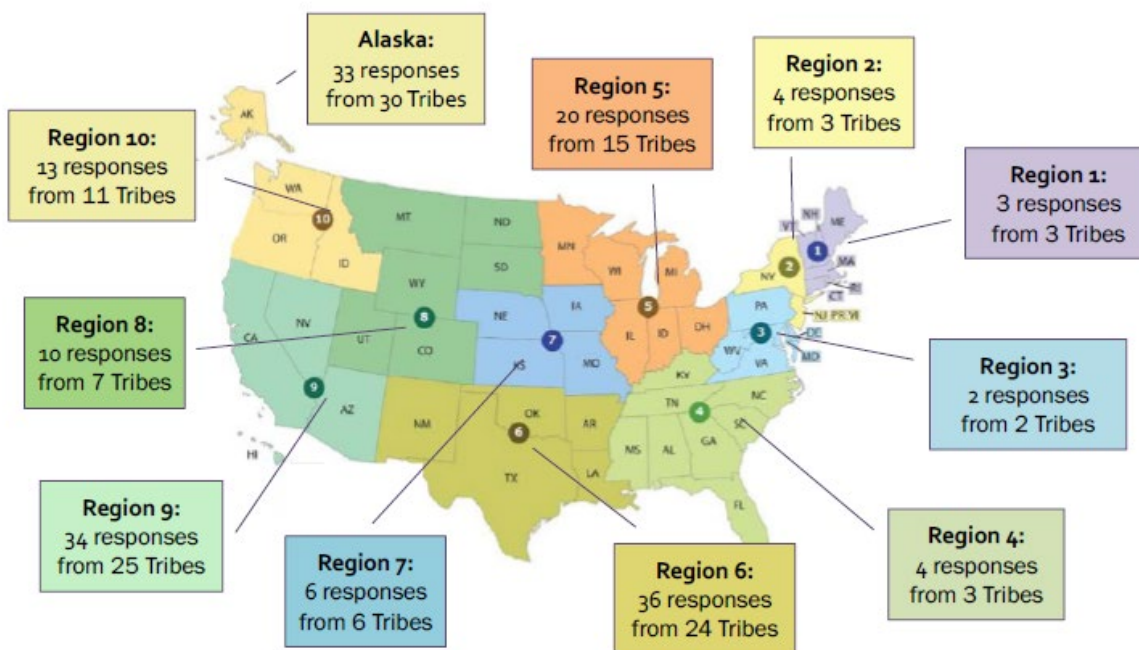 Alaska:
33 responses
from 30 Tribes
Region 10:
13 responses
from 11 Tribes
Region 5:
20 responses
from 15 Tribes
Region 2:
4 responses
from 3 Tribes
Region 1:
3 responses
from 3 Tribes
Region 8:
10 responses
from 7 Tribes
Region 3:
2 responses
from 2 Tribes
Region 9:
34 responses
from 25 Tribes
Region 7:
6 responses
from 6 Tribes
Region 6:
36 responses
from 24 Tribes
Region 4:
4 responses
from 3 Tribes
AK
WA
OR
ID
10
MT
ND
SD
WY
UT
CO
8
CA
NV
AZ
HI
9
NE
IA
KS
MO
7
MN
WI
MI
IL
ID
OH
5
NM
OK
AR
TX
LA
6
KY
TN
NC
SC
MS
AL
GA
FL
4
PA
WV
VA
DE
MD
3
NY
NJ PR VI
2
VT
NH
ME
MA
RI
CT
1